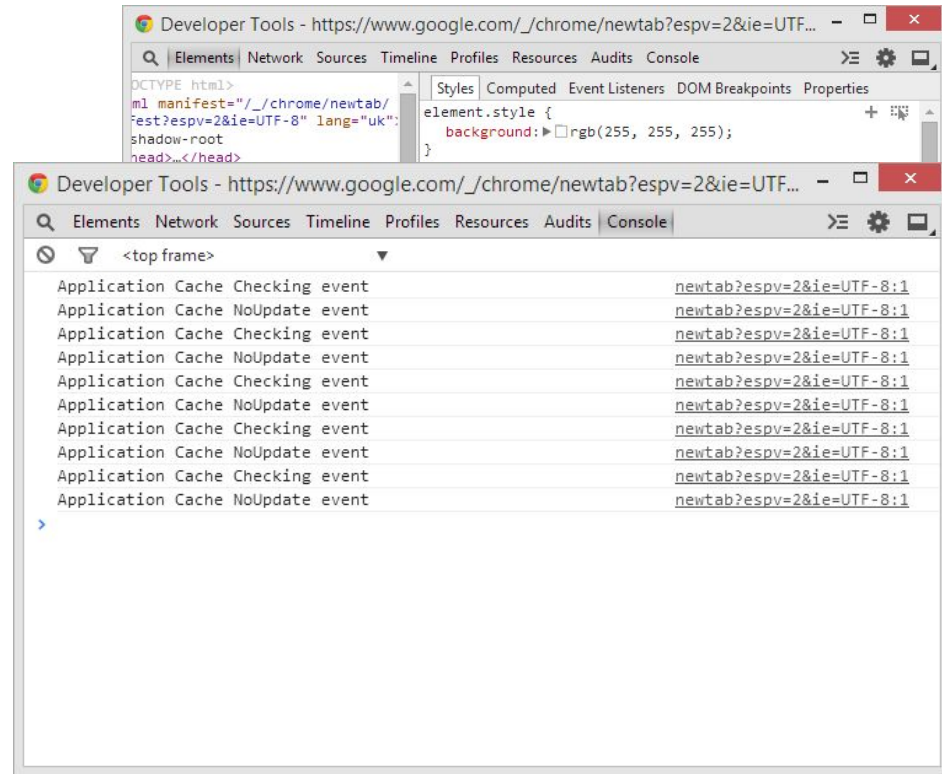 Developer Tools - https://www.google.com/_/chrome/newtab?espv=2&ie=UTF...
Elements Network Sources Timeline Profiles Resources Audits Console
OCTYPE html>
ml manifest="/_/chrome/newtab/
fest?espv=2&ie=UTF-8" lang="uk">
shadow-root
head>…</head>
Styles Computed Event Listeners DOM Breakpoints Properties
element.style {
background: rgb(255, 255, 255);
}
Developer Tools - https://www.google.com/_/chrome/newtab?espv=2&ie=UTF...
Elements Network Sources Timeline Profiles Resources Audits Console
<top frame>
Application Cache Checking event newtab?espv=2&ie=UTF-8:1
Application Cache NoUpdate event newtab?espv=2&ie=UTF-8:1
Application Cache Checking event newtab?espv=2&ie=UTF-8:1
Application Cache NoUpdate event newtab?espv=2&ie=UTF-8:1
Application Cache Checking event newtab?espv=2&ie=UTF-8:1
Application Cache NoUpdate event newtab?espv=2&ie=UTF-8:1
Application Cache Checking event newtab?espv=2&ie=UTF-8:1
Application Cache NoUpdate event newtab?espv=2&ie=UTF-8:1
Application Cache Checking event newtab?espv=2&ie=UTF-8:1
Application Cache NoUpdate event newtab?espv=2&ie=UTF-8:1